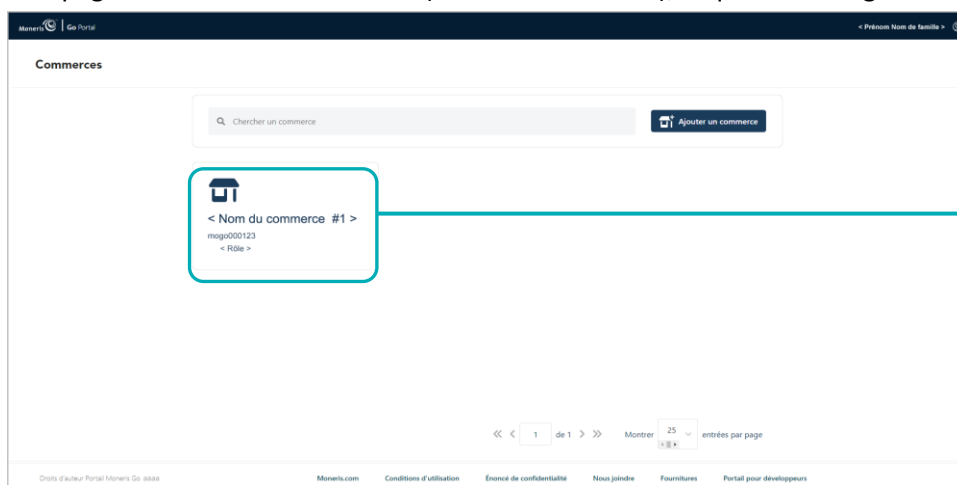 Moneris | Go Portal
< Prénom Nom de famille >
Commerces
Chercher un commerce
Ajouter un commerce
< Nom du commerce #1 >
mogo000123
< Rôle >
1 de 1 Montrer 25 entrées par page
Droits d'auteur Portail Moneris Go aaaa Moneris.com Conditions d'utilisation Énoncé de confidentialité Nous joindre Fournitures Portail pour développeurs